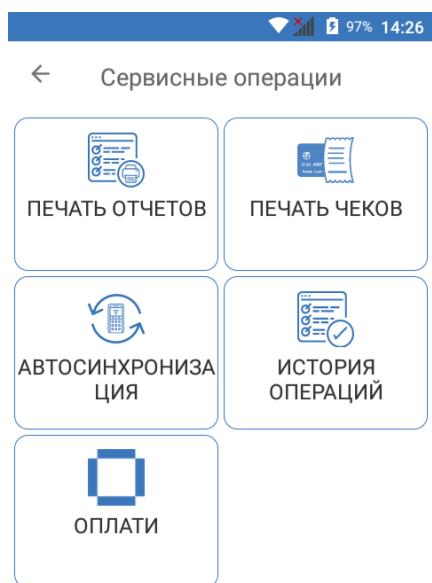 97% 14:26
Сервисные операции
ПЕЧАТЬ ОТЧЕТОВ
ПЕЧАТЬ ЧЕКОВ
АВТОСИНХРОНИЗА
ЦИЯ
ИСТОРИЯ
ОПЕРАЦИЙ
ОПЛАТИ